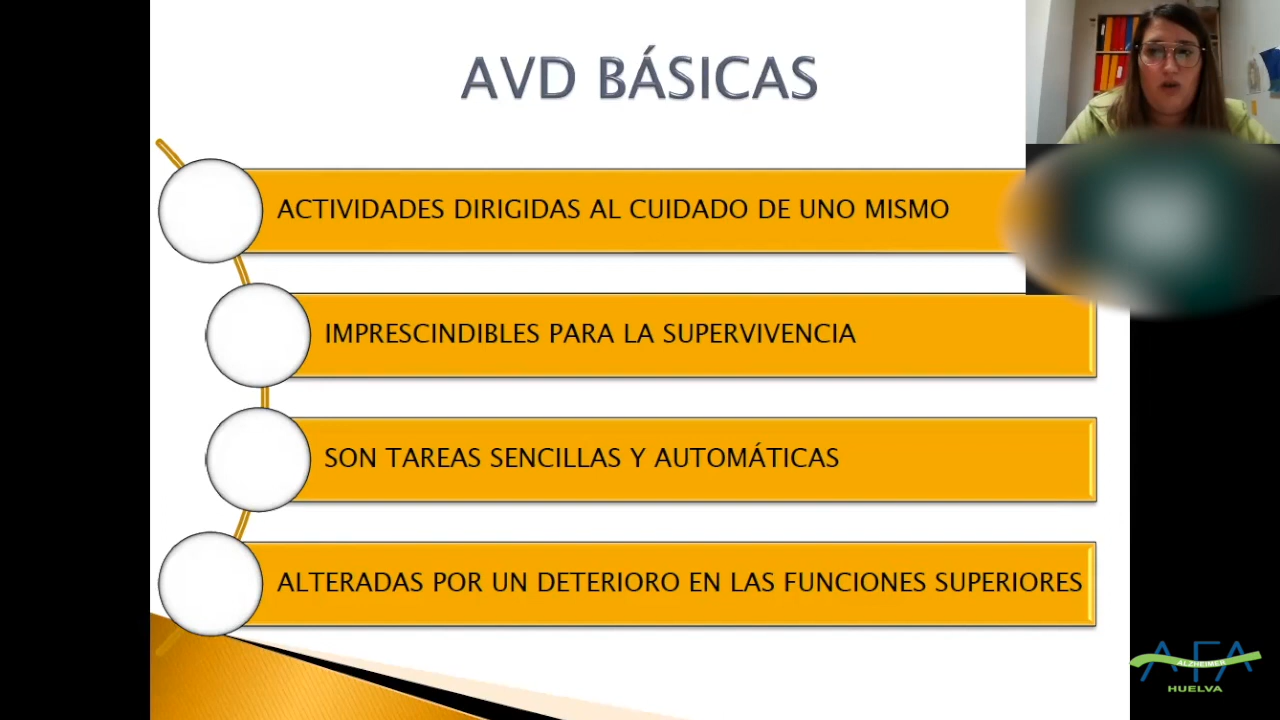 AVD BÁSICAS
ACTIVIDADES DIRIGIDAS AL CUIDADO DE UNO MISMO
IMPRESCINDIBLES PARA LA SUPERVIVENCIA
SON TAREAS SENCILLAS Y AUTOMÁTICAS
ALTERADAS POR UN DETERIORO EN LAS FUNCIONES SUPERIORES
AFA
ALZHEIMER
HUELVA